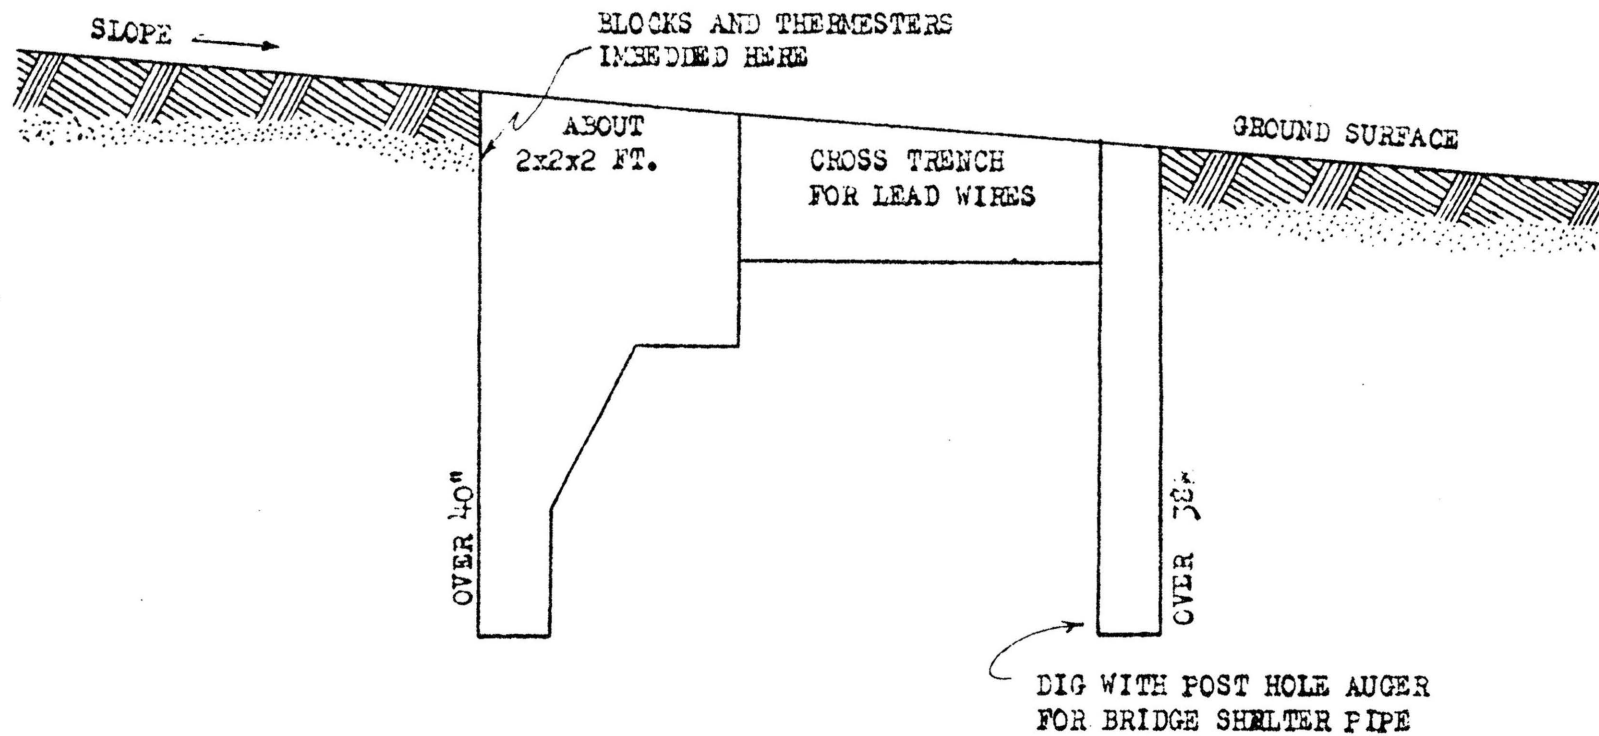 SLOPE
BLOCKS AND THERMESTERS
IMBEDDED HERE
ABOUT
2x2x2 FT.
CROSS TRENCH
FOR LEAD WIRES
GROUND SURFACE
OVER 40"
OVER 38"
DIG WITH POST HOLE AUGER
FOR BRIDGE SHELTER PIPE